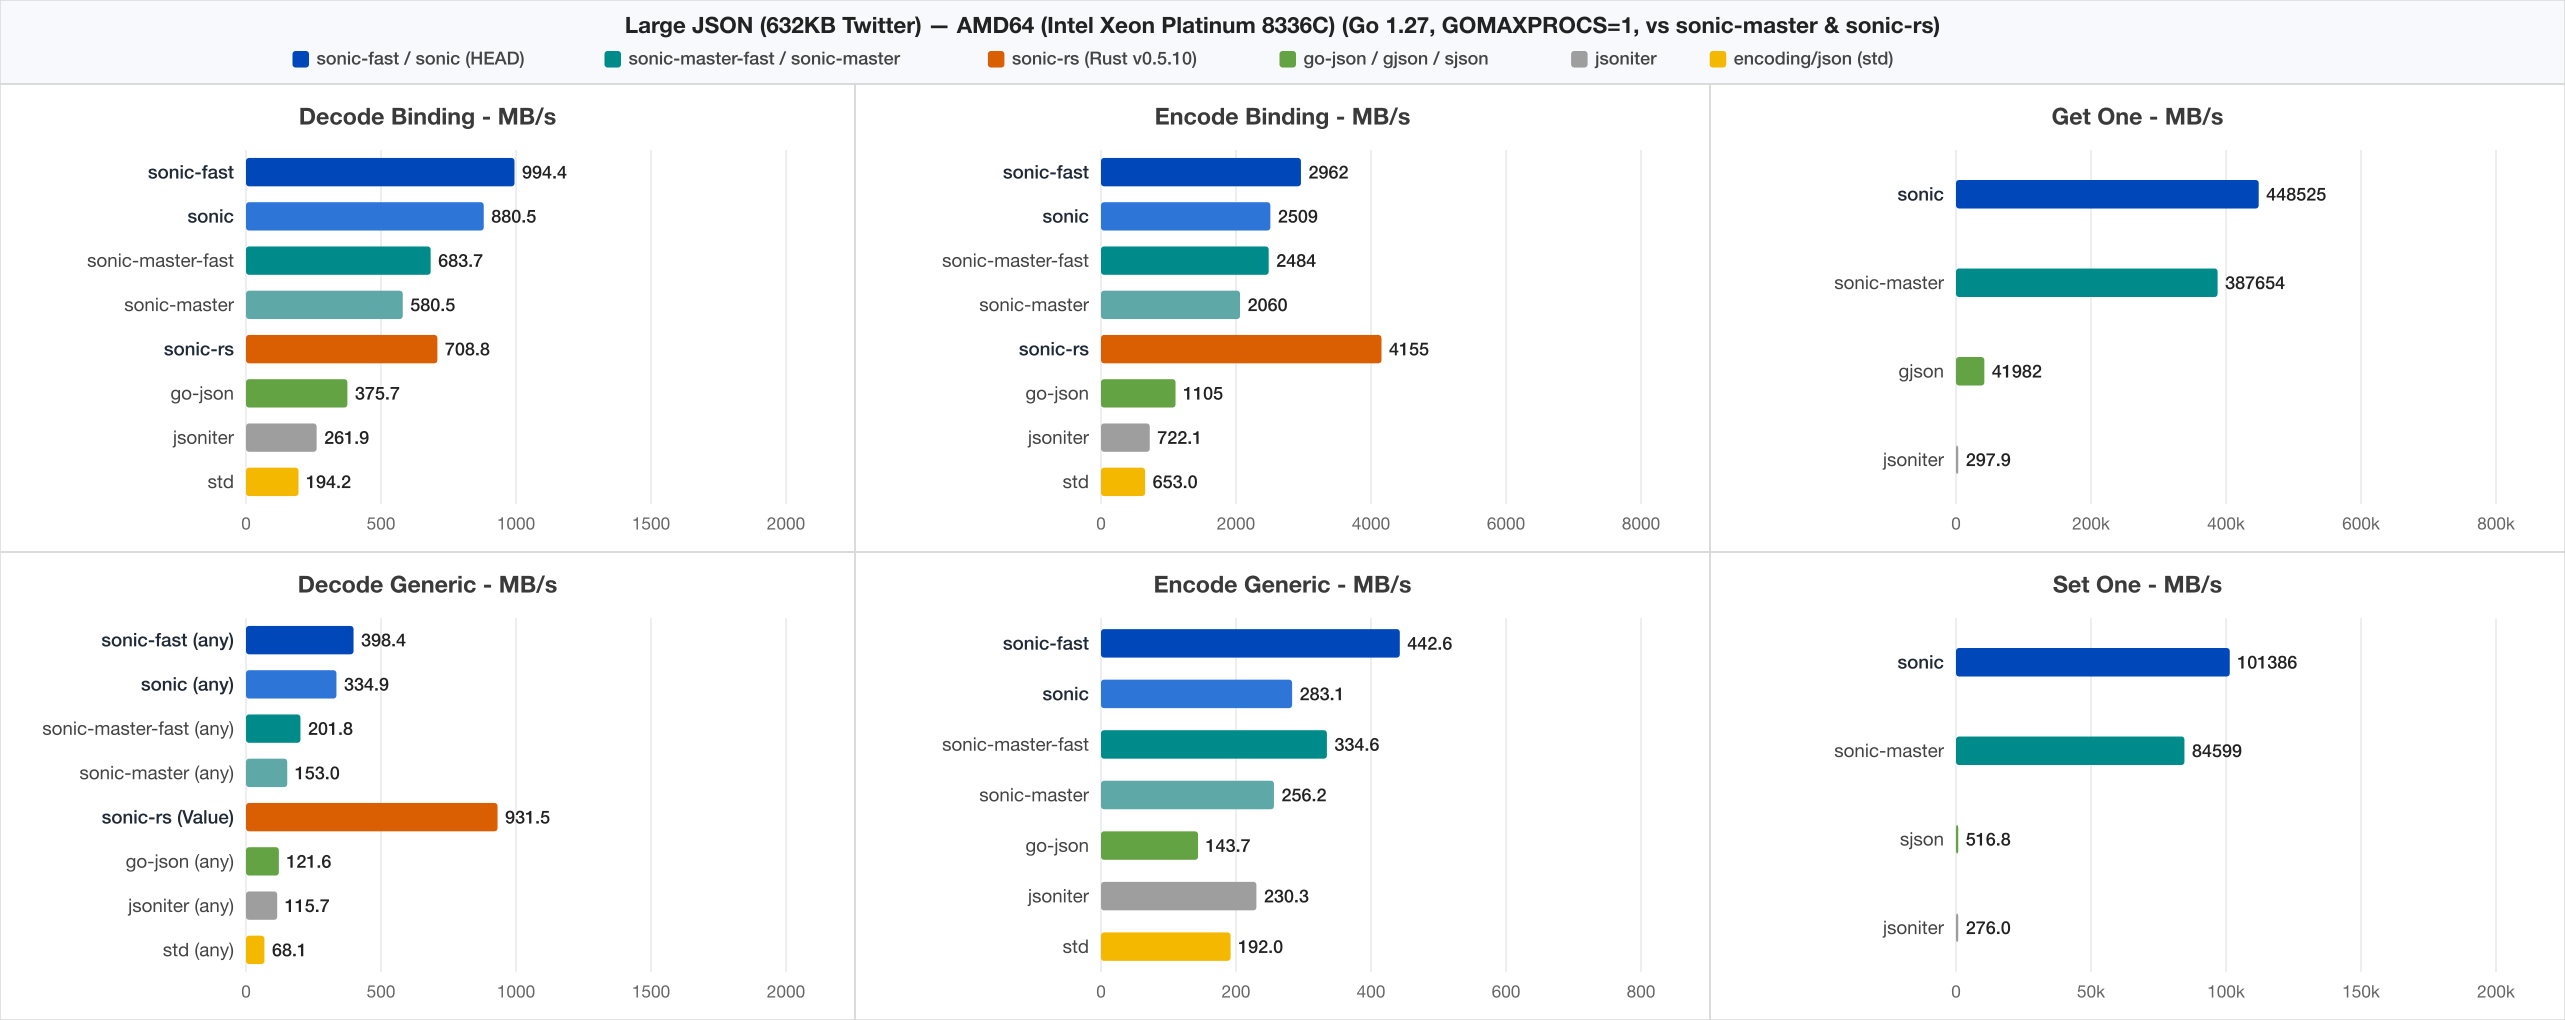 Large JSON (632KB Twitter) — AMD64 (Intel Xeon Platinum 8336C) (Go 1.27, GOMAXPROCS=1, vs sonic-master & sonic-rs)
sonic-fast / sonic (HEAD) sonic-master-fast / sonic-master sonic-rs (Rust v0.5.10) go-json / gjson / sjson jsoniter encoding/json (std)
Decode Binding - MB/s
sonic-fast 994.4
sonic 880.5
sonic-master-fast 683.7
sonic-master 580.5
sonic-rs 708.8
go-json 375.7
jsoniter 261.9
std 194.2
0 500 1000 1500 2000
Encode Binding - MB/s
sonic-fast 2962
sonic 2509
sonic-master-fast 2484
sonic-master 2060
sonic-rs 4155
go-json 1105
jsoniter 722.1
std 653.0
0 2000 4000 6000 8000
Get One - MB/s
sonic 448525
sonic-master 387654
gjson 41982
jsoniter 297.9
0 200k 400k 600k 800k
Decode Generic - MB/s
sonic-fast (any) 398.4
sonic (any) 334.9
sonic-master-fast (any) 201.8
sonic-master (any) 153.0
sonic-rs (Value) 931.5
go-json (any) 121.6
jsoniter (any) 115.7
std (any) 68.1
0 500 1000 1500 2000
Encode Generic - MB/s
sonic-fast 442.6
sonic 283.1
sonic-master-fast 334.6
sonic-master 256.2
go-json 143.7
jsoniter 230.3
std 192.0
0 200 400 600 800
Set One - MB/s
sonic 101386
sonic-master 84599
sjson 516.8
jsoniter 276.0
0 50k 100k 150k 200k